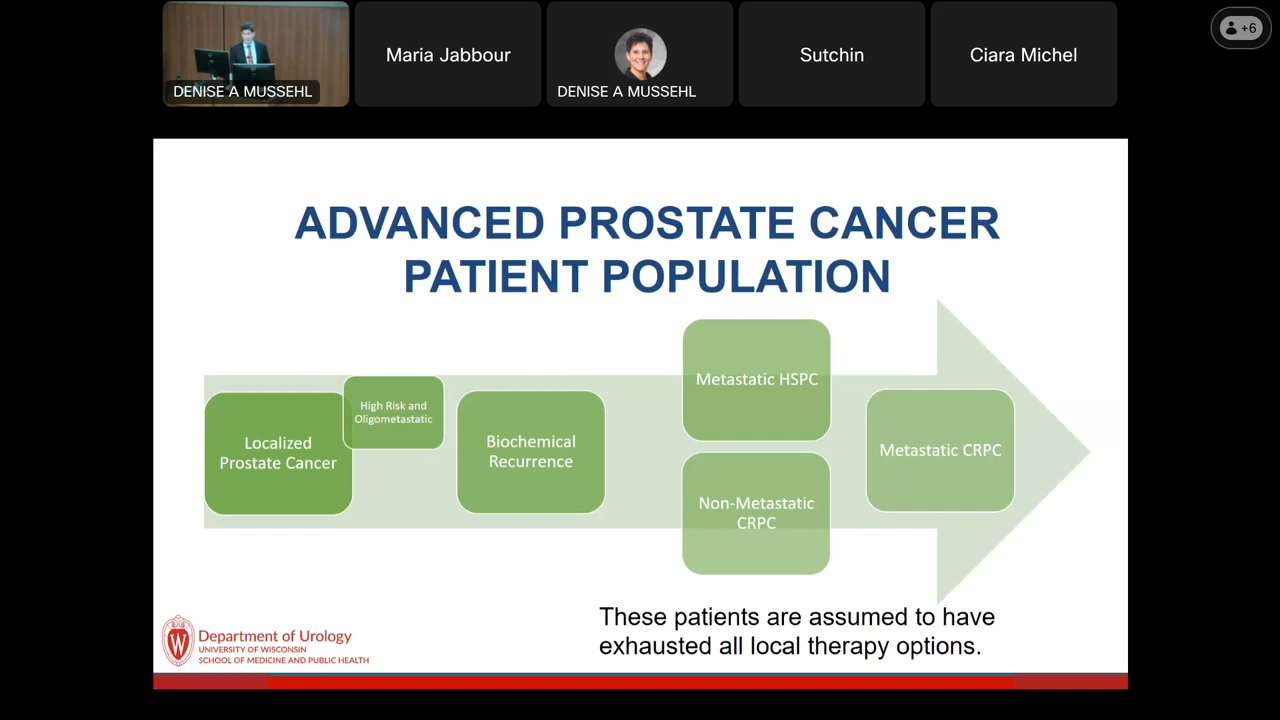 DENISE A MUSSEHL
Maria Jabbour
DENISE A MUSSEHL
Sutchin
Ciara Michel
+6
ADVANCED PROSTATE CANCER
PATIENT POPULATION
Localized
Prostate Cancer
High Risk and
Oligometastatic
Biochemical
Recurrence
Metastatic HSPC
Non-Metastatic
CRPC
Metastatic CRPC
These patients are assumed to have
exhausted all local therapy options.
W
Department of Urology
UNIVERSITY OF WISCONSIN
SCHOOL OF MEDICINE AND PUBLIC HEALTH